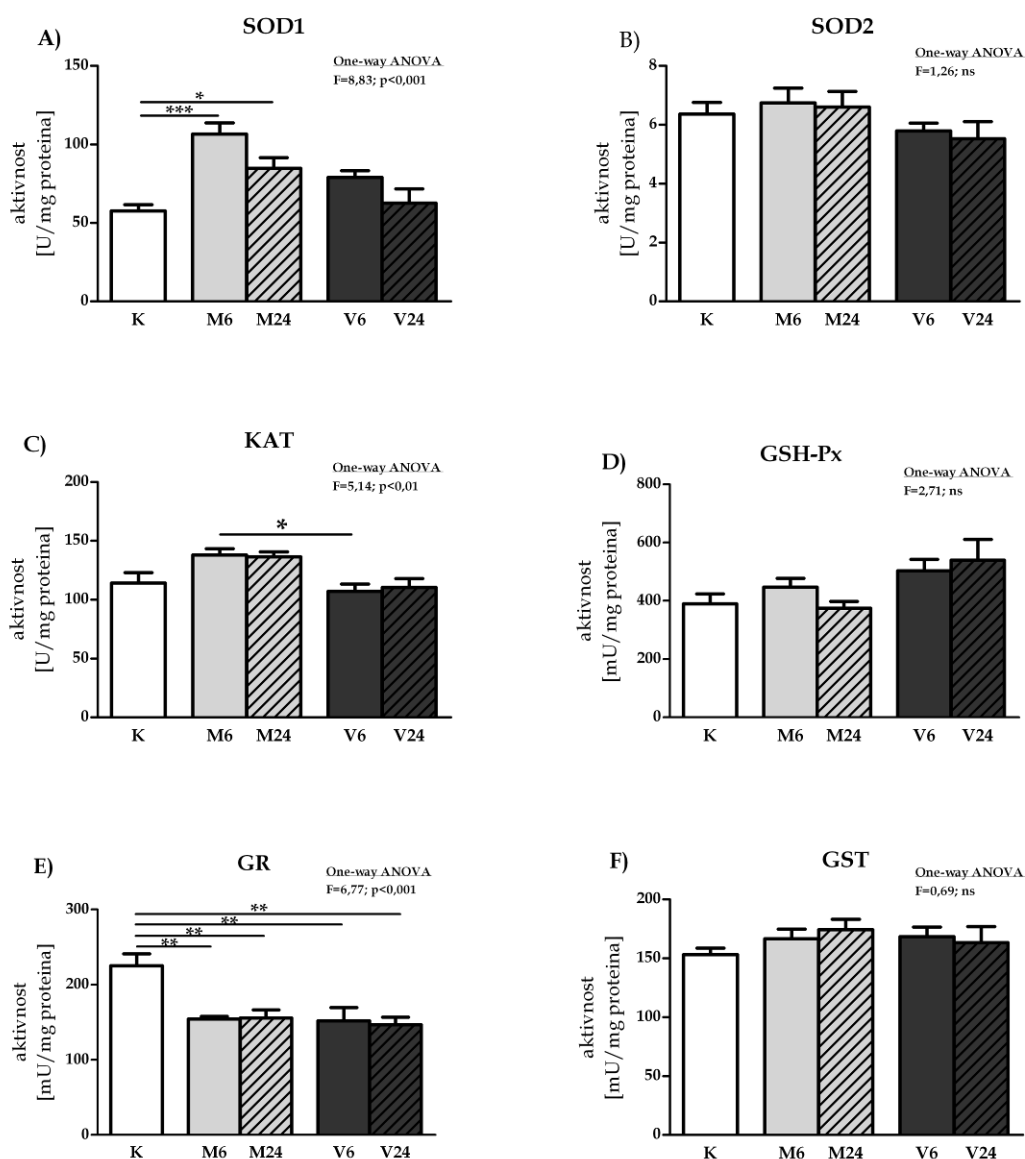 A)
SOD1
One-way ANOVA
F=8,83; p<0,001
aktivnost
[U/mg proteina]
150
100
50
0
*
***
K M6 M24 V6 V24
B)
SOD2
One-way ANOVA
F=1,26; ns
aktivnost
[U/mg proteina]
8
6
4
2
0
K M6 M24 V6 V24
C)
KAT
One-way ANOVA
F=5,14; p<0,01
aktivnost
[U/mg proteina]
200
150
100
50
0
*
K M6 M24 V6 V24
D)
GSH-Px
One-way ANOVA
F=2,71; ns
aktivnost
[mU/mg proteina]
800
600
400
200
0
K M6 M24 V6 V24
E)
GR
One-way ANOVA
F=6,77; p<0,001
aktivnost
[mU/mg proteina]
300
200
100
0
**
**
**
**
K M6 M24 V6 V24
F)
GST
One-way ANOVA
F=0,69; ns
aktivnost
[mU/mg proteina]
200
150
100
50
0
K M6 M24 V6 V24